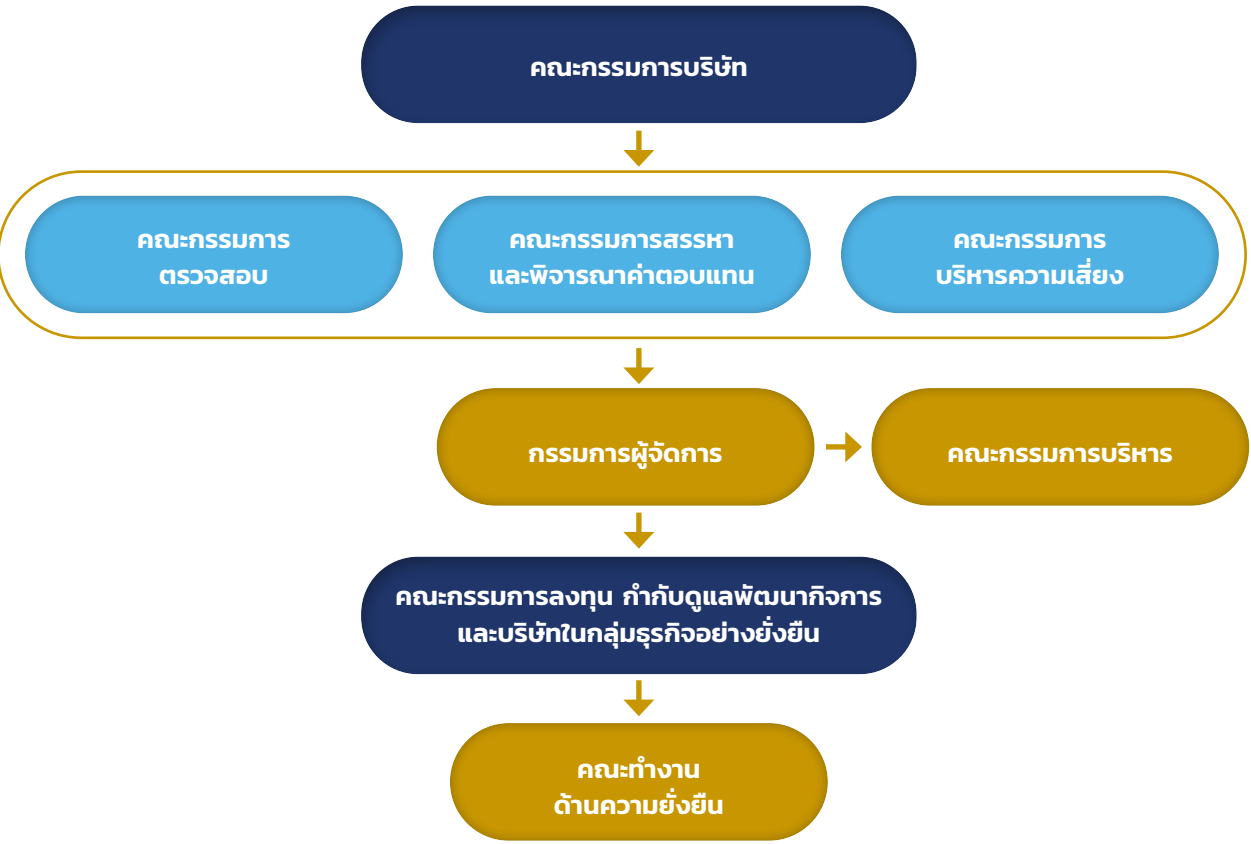 คณะกรรมการบริษัท
คณะกรรมการ
ตรวจสอบ
คณะกรรมการสรรหา
และพิจารณาค่าตอบแทน
คณะกรรมการ
บริหารความเสี่ยง
กรรมการผู้จัดการ
คณะกรรมการบริหาร
คณะกรรมการลงทุน กำกับดูแลพัฒนากิจการ
และบริษัทในกลุ่มธุรกิจอย่างยั่งยืน
คณะทำงาน
ด้านความยั่งยืน